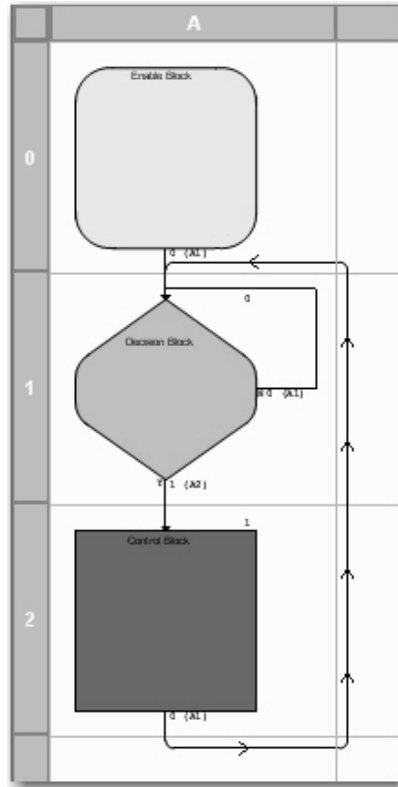 A
0
Enable Block
0 (A1)
0
1
Decision Block
N 0 (A1)
Y 1 (A2)
1
2
Control Block
0 (A1)